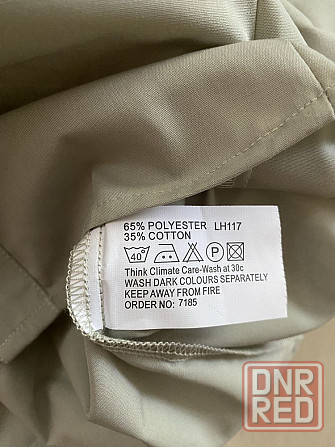 65% POLYESTER LH117
35% COTTON
40 P
Think Climate Care-Wash at 30c
WASH DARK COLOURS SEPARATELY
KEEP AWAY FROM FIRE
ORDER NO: 7185
DNR
RED